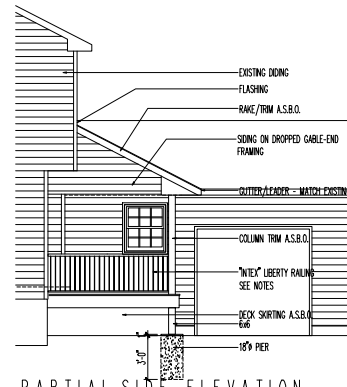 EXISTING DIDING
FLASHING
RAKE/TRIM A.S.B.O.
SIDING ON DROPPED GABLE-END
FRAMING
GUTTER/LEADER - MATCH EXISTING
COLUMN TRIM A.S.B.O.
"INTEX" LIBERTY RAILING
SEE NOTES
DECK SKIRTING A.S.B.O.
6x6
18"ø PIER
3'-0"
PARTIAL SIDE ELEVATION